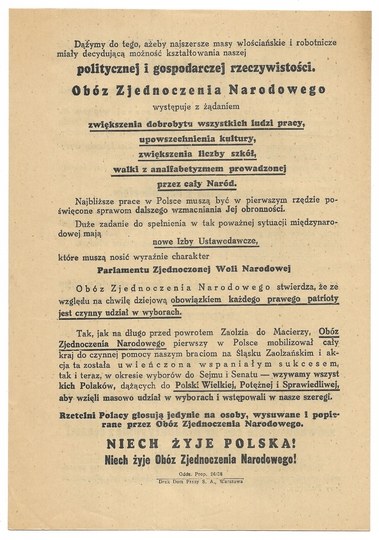 Dążymy do tego, ażeby najszersze masy włościańskie i robotnicze
miały decydującą możność kształtowania naszej
politycznej i gospodarczej rzeczywistości.
Obóz Zjednoczenia Narodowego
występuje z żądaniem
zwiększenia dobrobytu wszystkich ludzi pracy,
upowszechnienia kultury,
zwiększenia liczby szkół,
walki z analfabetyzmem prowadzonej
przez cały Naród.
Najbliższe prace w Polsce muszą być w pierwszym rzędzie po-
święcone sprawom dalszego wzmacniania Jej obronności.
Duże zadanie do spełnienia w tak poważnej sytuacji międzynaro-
dowej mają
nowe Izby Ustawodawcze,
które muszą nosić wyraźnie charakter
Parlamentu Zjednoczonej Woli Narodowej
Obóz Zjednoczenia Narodowego stwierdza, że ze
względu na chwilę dziejową obowiązkiem każdego prawego patrioty
jest czynny udział w wyborach.
Tak, jak na długo przed powrotem Zaolzia do Macierzy, Obóz
Zjednoczenia Narodowego pierwszy w Polsce mobilizował cały
kraj do czynnej pomocy naszym braciom na Śląsku Zaolzańskim i ak-
cja ta została uwieńczona wspaniałym sukcesem,
tak i teraz, w okresie wyborów do Sejmu i Senatu — wzywamy wszyst
kich Polaków, dążących do Polski Wielkiej, Potężnej i Sprawiedliwej,
aby wzięli masowo udział w wyborach i wstępowali w nasze szeregi.
Rzetelni Polacy głosują jedynie na osoby, wysuwane i popie-
rane przez Obóz Zjednoczenia Narodowego.
NIECH ŻYJE POLSKA!
Niech żyje Obóz Zjednoczenia Narodowego!
Oddz. Prop.
Druk. Dom Prasy S. A., Warszawa